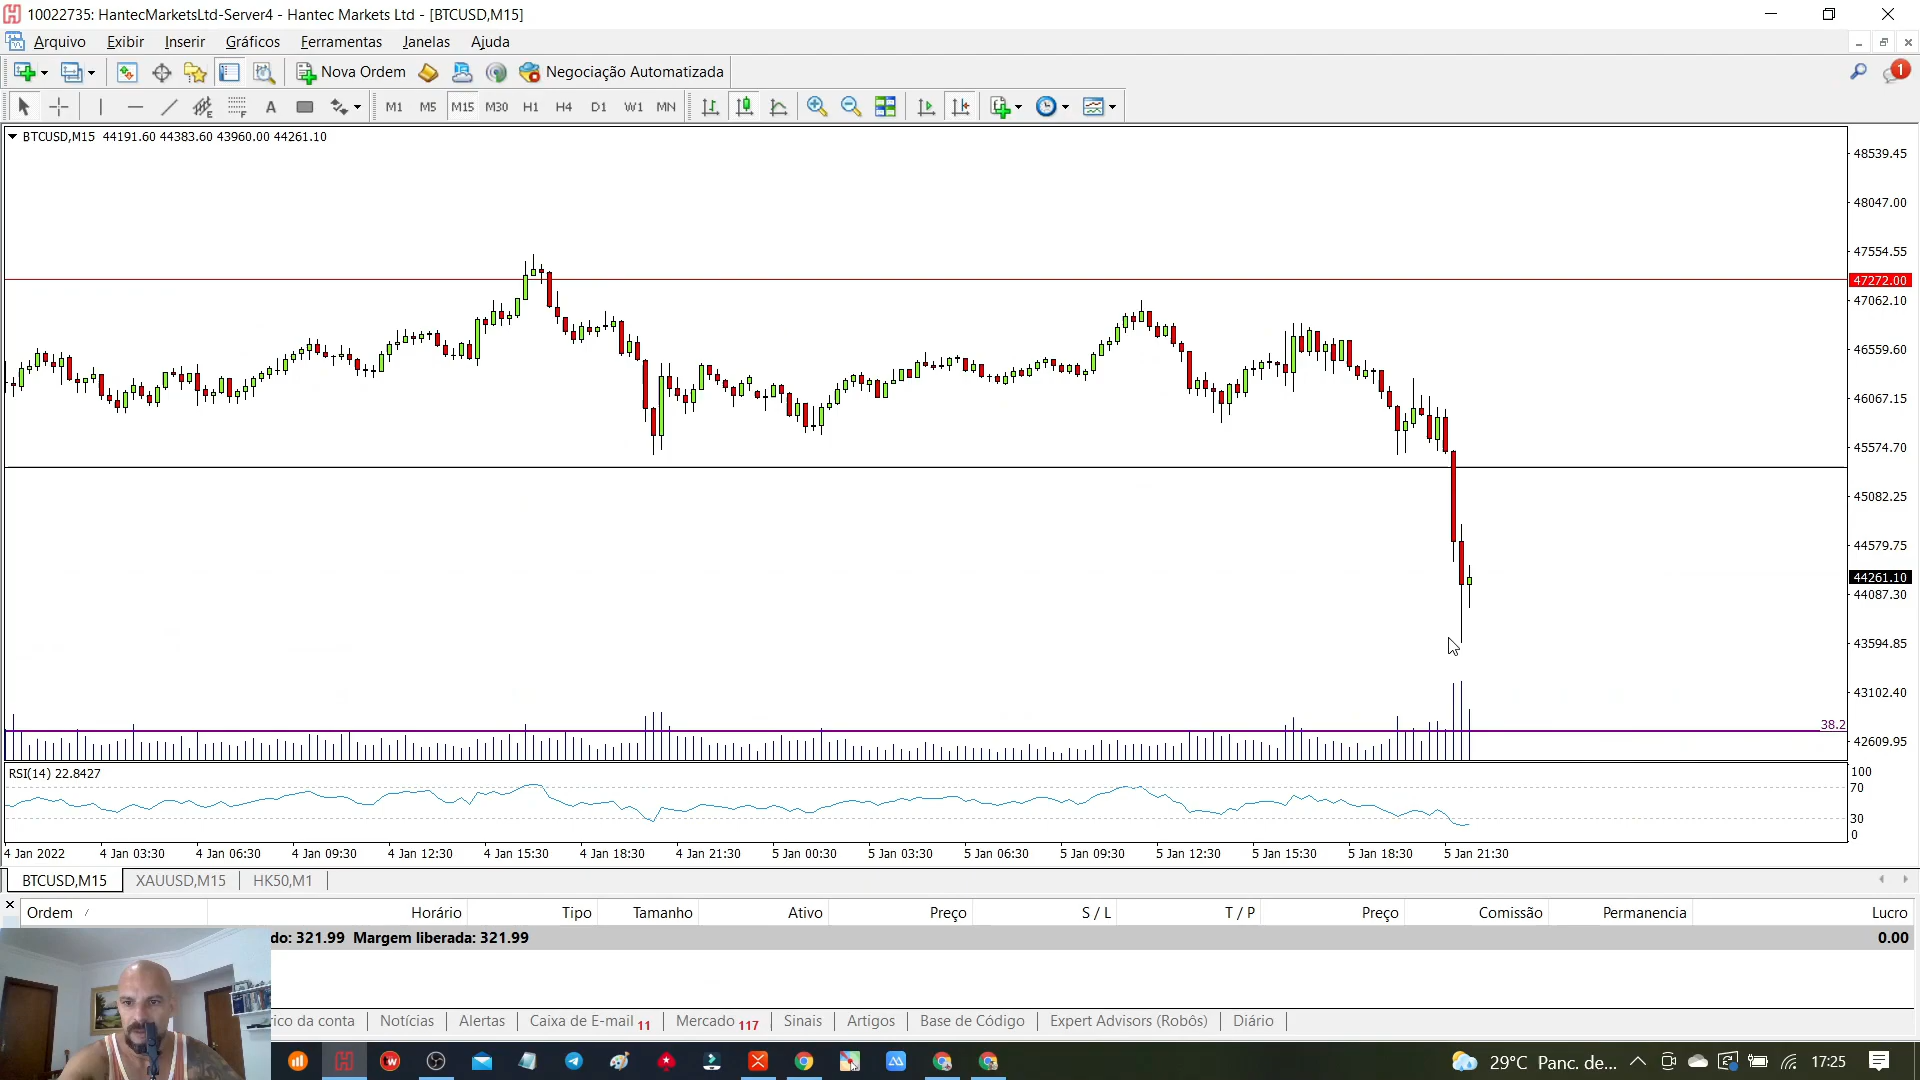 10022735: HantecMarketsLtd-Server4 - Hantec Markets Ltd - [BTCUSD,M15]
Arquivo Exibir Inserir Gráficos Ferramentas Janelas Ajuda
Nova Ordem Negociação Automatizada 1
A M1 M5 M15 M30 H1 H4 D1 W1 MN
BTCUSD,M15 44191.60 44383.60 43960.00 44261.10
48539.45
48047.00
47554.55
47272.00
47062.10
46559.60
46067.15
45574.70
45082.25
44579.75
44261.10
44087.30
43594.85
43102.40
38.2
42609.95
RSI(14) 22.8427
100
70
30
0
4 Jan 2022 4 Jan 03:30 4 Jan 06:30 4 Jan 09:30 4 Jan 12:30 4 Jan 15:30 4 Jan 18:30 4 Jan 21:30 5 Jan 00:30 5 Jan 03:30 5 Jan 06:30 5 Jan 09:30 5 Jan 12:30 5 Jan 15:30 5 Jan 18:30 5 Jan 21:30
BTCUSD,M15 XAUUSD,M15 HK50,M1
Ordem / Horário Tipo Tamanho Ativo Preço S / L T / P Preço Comissão Permanencia Lucro
do: 321.99 Margem liberada: 321.99 0.00
rico da conta Notícias Alertas Caixa de E-mail 11 Mercado 117 Sinais Artigos Base de Código Expert Advisors (Robôs) Diário
29°C Panc. de... 17:25